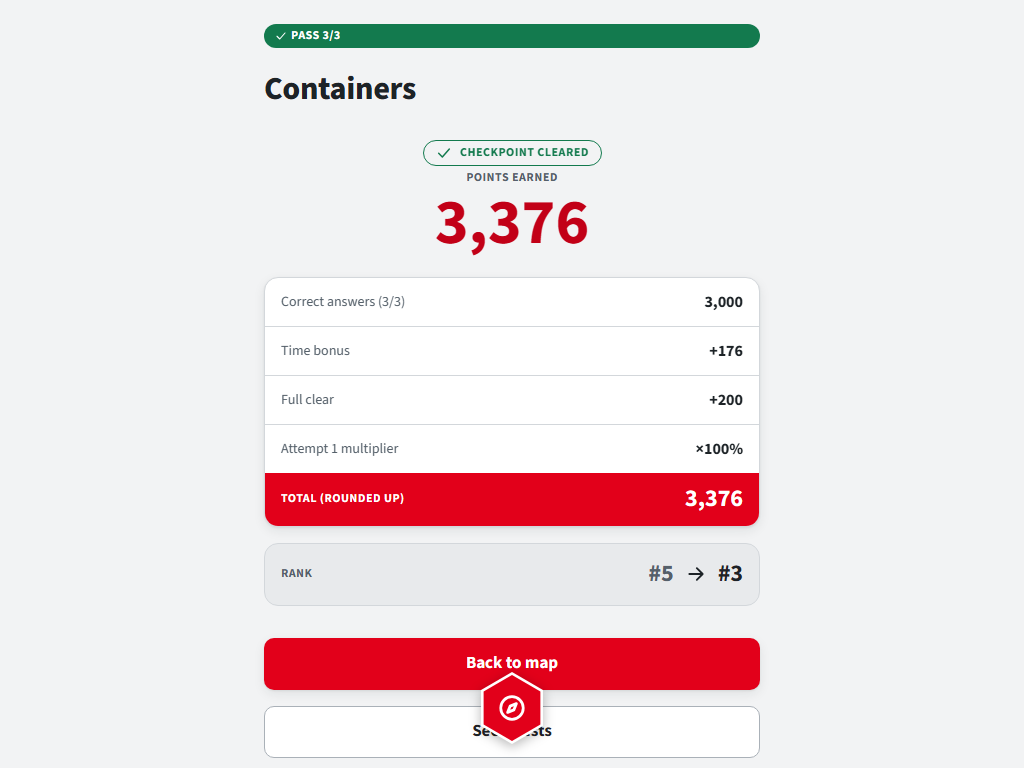 PASS 3/3
Containers
CHECKPOINT CLEARED
POINTS EARNED
3,376
Correct answers (3/3) 3,000
Time bonus +176
Full clear +200
Attempt 1 multiplier ×100%
TOTAL (ROUNDED UP) 3,376
RANK #5 → #3
Back to map